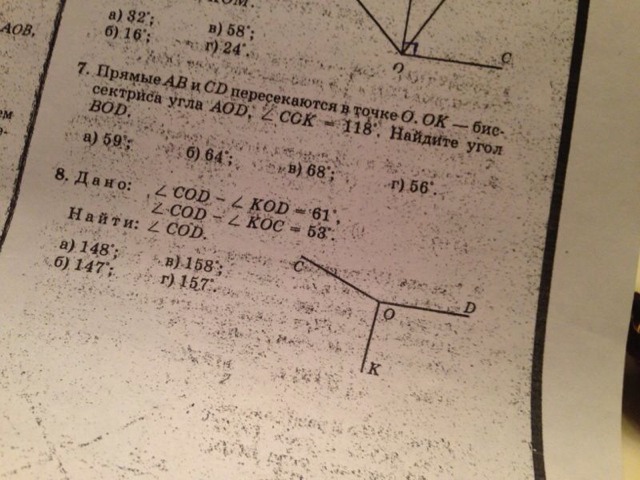 КОМ.
а) 32°;
в) 58°;
б) 16°;
г) 24°.
O
C
АОВ,
7. Прямые AB и CD пересекаются в точке O. OK — бис-
сектриса угла AOD, ∠ COK = 118°. Найдите угол
BOD.
а) 59°;
б) 64°;
в) 68°;
г) 56°.
8. Дано: ∠ COD – ∠ KOD = 61°,
∠ COD – ∠ KOC = 53°.
Найти: ∠ COD.
а) 148°;
в) 158°;
б) 147°;
г) 157°.
C
O
D
K